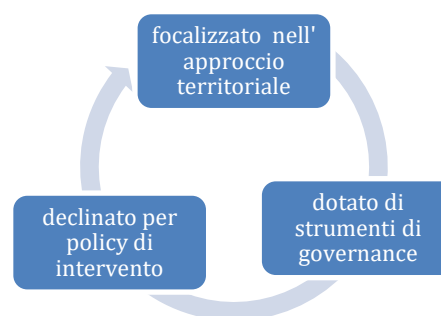 focalizzato nell'
approccio
territoriale
dotato di
strumenti di
governance
declinato per
policy di
intervento